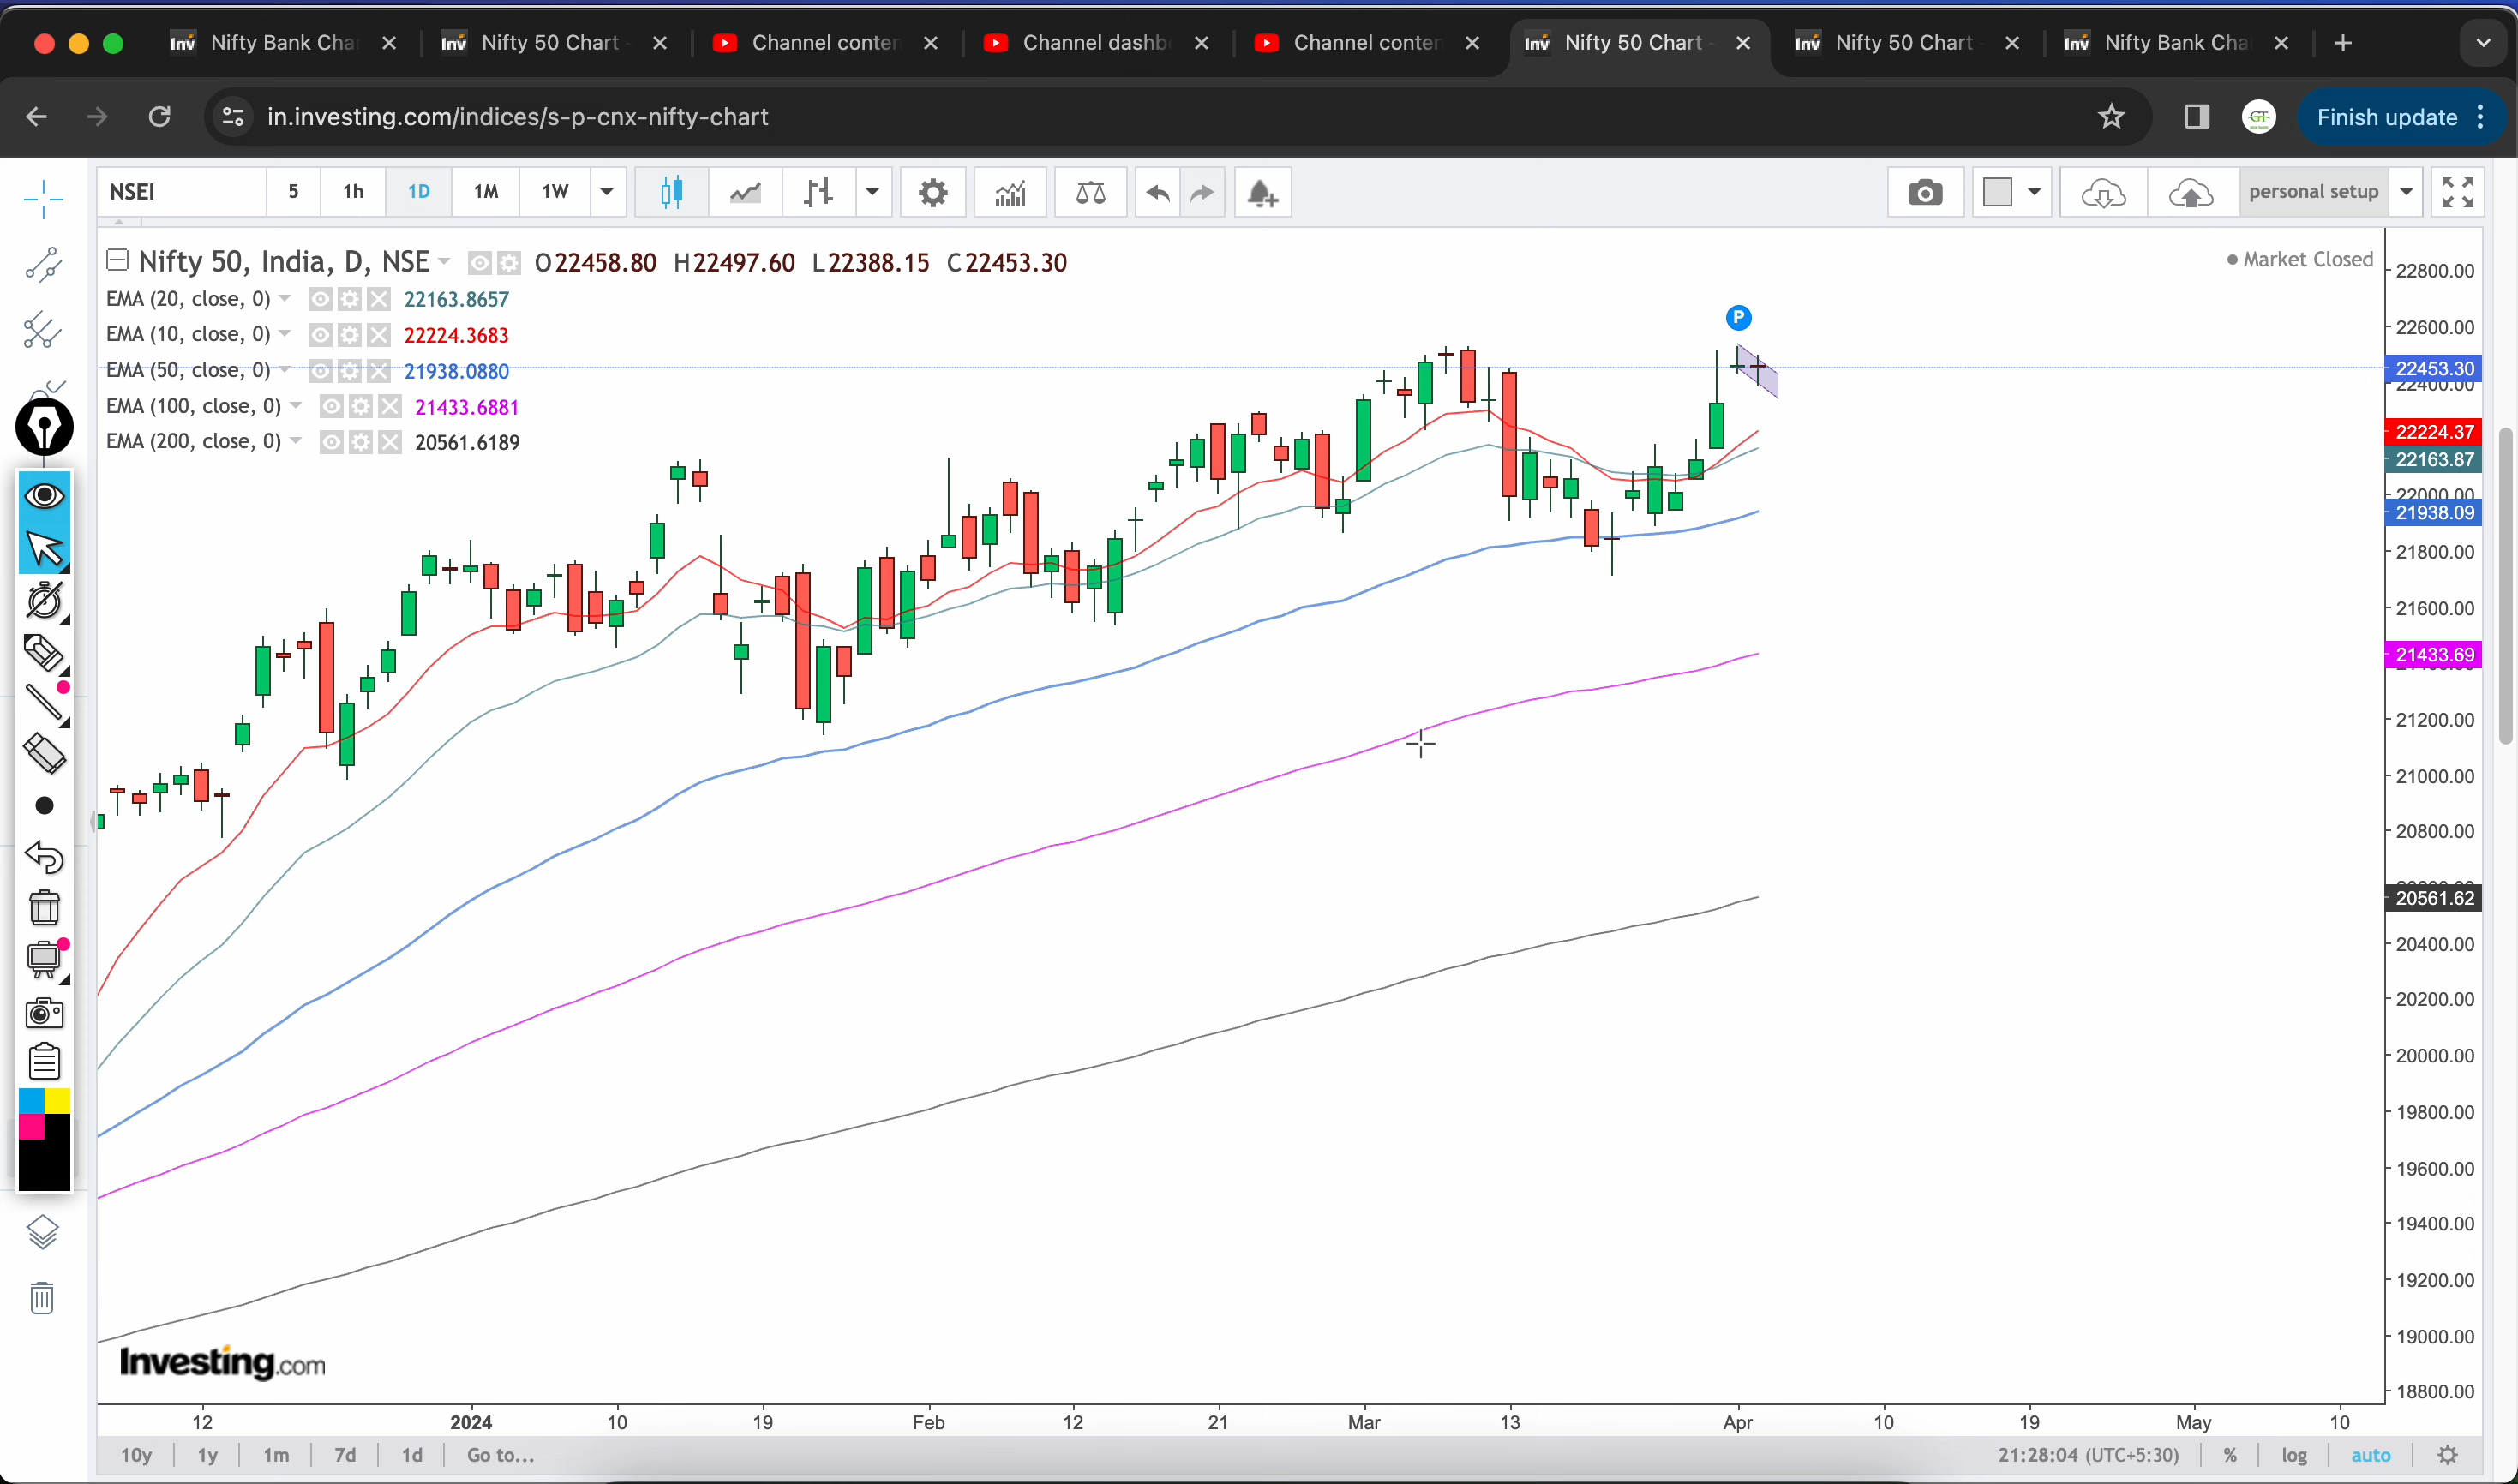 Nifty Bank Cha
Nifty 50 Chart
Channel conten
Channel dashb
Channel conten
Nifty 50 Chart -
Nifty 50 Chart
Nifty Bank Cha
in.investing.com/indices/s-p-cnx-nifty-chart
Finish update
NSEI 5 1h 1D 1M 1W personal setup
Nifty 50, India, D, NSE O22458.80 H22497.60 L22388.15 C22453.30
Market Closed
EMA (20, close, 0) 22163.8657
EMA (10, close, 0) 22224.3683
EMA (50, close, 0) 21938.0880
EMA (100, close, 0) 21433.6881
EMA (200, close, 0) 20561.6189
P
22800.00
22600.00
22453.30
22400.00
22224.37
22163.87
22000.00
21938.09
21800.00
21600.00
21433.69
21200.00
21000.00
20800.00
20561.62
20400.00
20200.00
20000.00
19800.00
19600.00
19400.00
19200.00
19000.00
18800.00
Investing.com
12 2024 10 19 Feb 12 21 Mar 13 Apr 10 19 May 10
10y 1y 1m 7d 1d Go to... 21:28:04 (UTC+5:30) % log auto